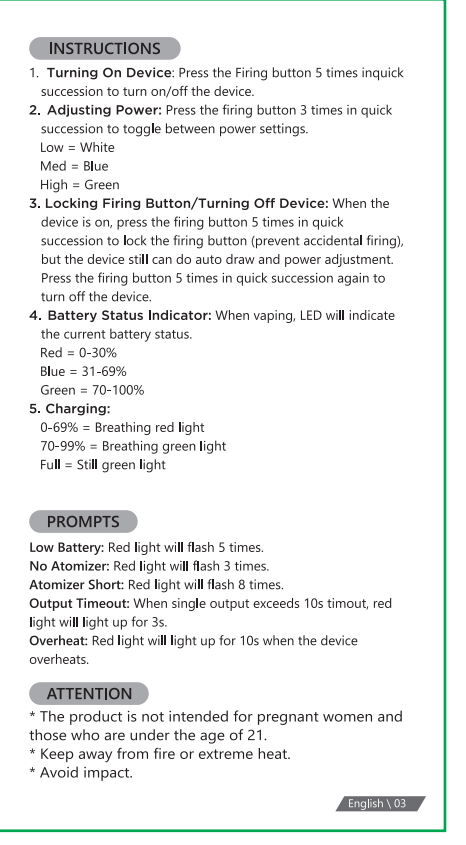 INSTRUCTIONS
1. Turning On Device: Press the Firing button 5 times inquick
succession to turn on/off the device.
2. Adjusting Power: Press the firing button 3 times in quick
succession to toggle between power settings.
Low = White
Med = Blue
High = Green
3. Locking Firing Button/Turning Off Device: When the
device is on, press the firing button 5 times in quick
succession to lock the firing button (prevent accidental firing),
but the device still can do auto draw and power adjustment.
Press the firing button 5 times in quick succession again to
turn off the device.
4. Battery Status Indicator: When vaping, LED will indicate
the current battery status.
Red = 0-30%
Blue = 31-69%
Green = 70-100%
5. Charging:
0-69% = Breathing red light
70-99% = Breathing green light
Full = Still green light
PROMPTS
Low Battery: Red light will flash 5 times.
No Atomizer: Red light will flash 3 times.
Atomizer Short: Red light will flash 8 times.
Output Timeout: When single output exceeds 10s timout, red
light will light up for 3s.
Overheat: Red light will light up for 10s when the device
overheats.
ATTENTION
* The product is not intended for pregnant women and
those who are under the age of 21.
* Keep away from fire or extreme heat.
* Avoid impact.
English \ 03